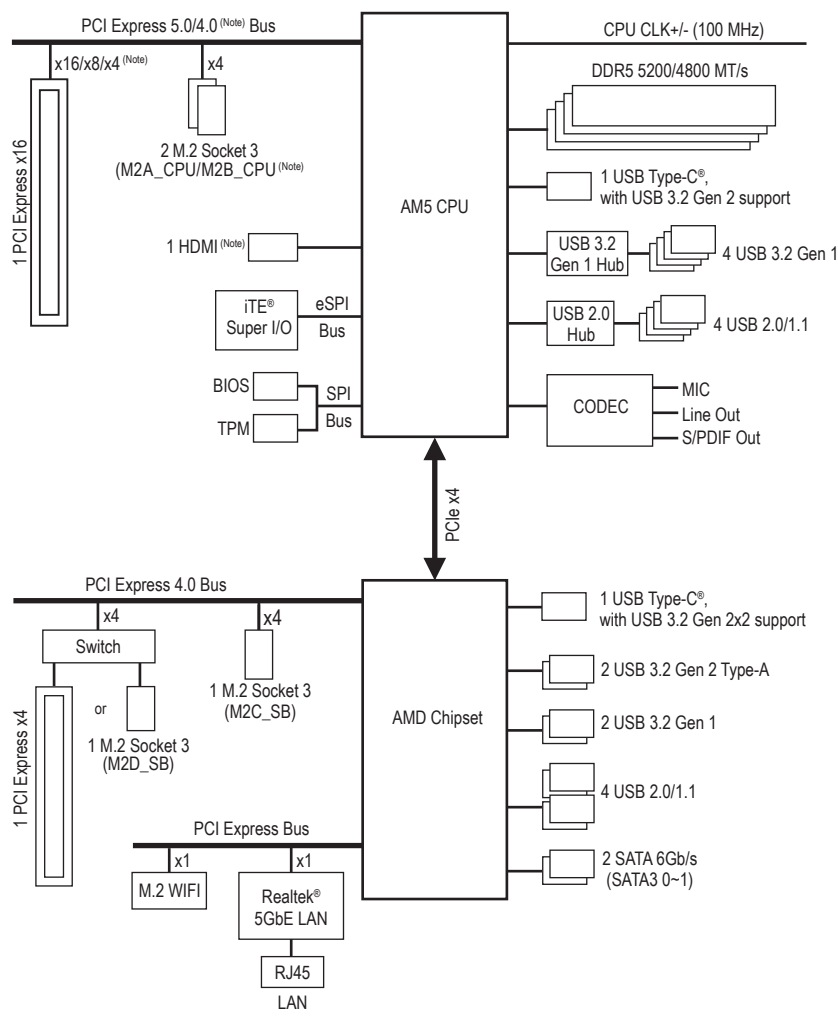 PCI Express 5.0/4.0 (Note) Bus
x16/x8/x4 (Note)
x4
1 PCI Express x16
2 M.2 Socket 3
(M2A_CPU/M2B_CPU (Note)
1 HDMI (Note)
iTE®
Super I/O
eSPI
Bus
BIOS
TPM
SPI
Bus
AM5 CPU
CPU CLK+/- (100 MHz)
DDR5 5200/4800 MT/s
1 USB Type-C®,
with USB 3.2 Gen 2 support
USB 3.2
Gen 1 Hub
4 USB 3.2 Gen 1
USB 2.0
Hub
4 USB 2.0/1.1
CODEC
MIC
Line Out
S/PDIF Out
PCIe x4
PCI Express 4.0 Bus
x4
x4
Switch
1 PCI Express x4
or
1 M.2 Socket 3
(M2D_SB)
1 M.2 Socket 3
(M2C_SB)
AMD Chipset
1 USB Type-C®,
with USB 3.2 Gen 2x2 support
2 USB 3.2 Gen 2 Type-A
2 USB 3.2 Gen 1
4 USB 2.0/1.1
2 SATA 6Gb/s
(SATA3 0~1)
PCI Express Bus
x1
x1
M.2 WIFI
Realtek®
5GbE LAN
RJ45
LAN